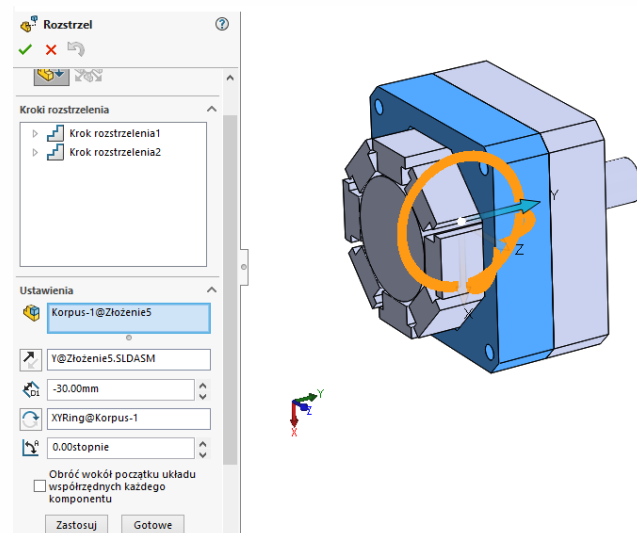 Rozstrzel
Kroki rozstrzelenia
Krok rozstrzelenia1
Krok rozstrzelenia2
Ustawienia
Korpus-1@Złożenie5
Y@Złożenie5.SLDASM
D1
-30.00mm
XYRing@Korpus-1
A
0.00stopnie
Obróć wokół początku układu
współrzędnych każdego
komponentu
Zastosuj Gotowe
Y
Z
X
Y
Z
X